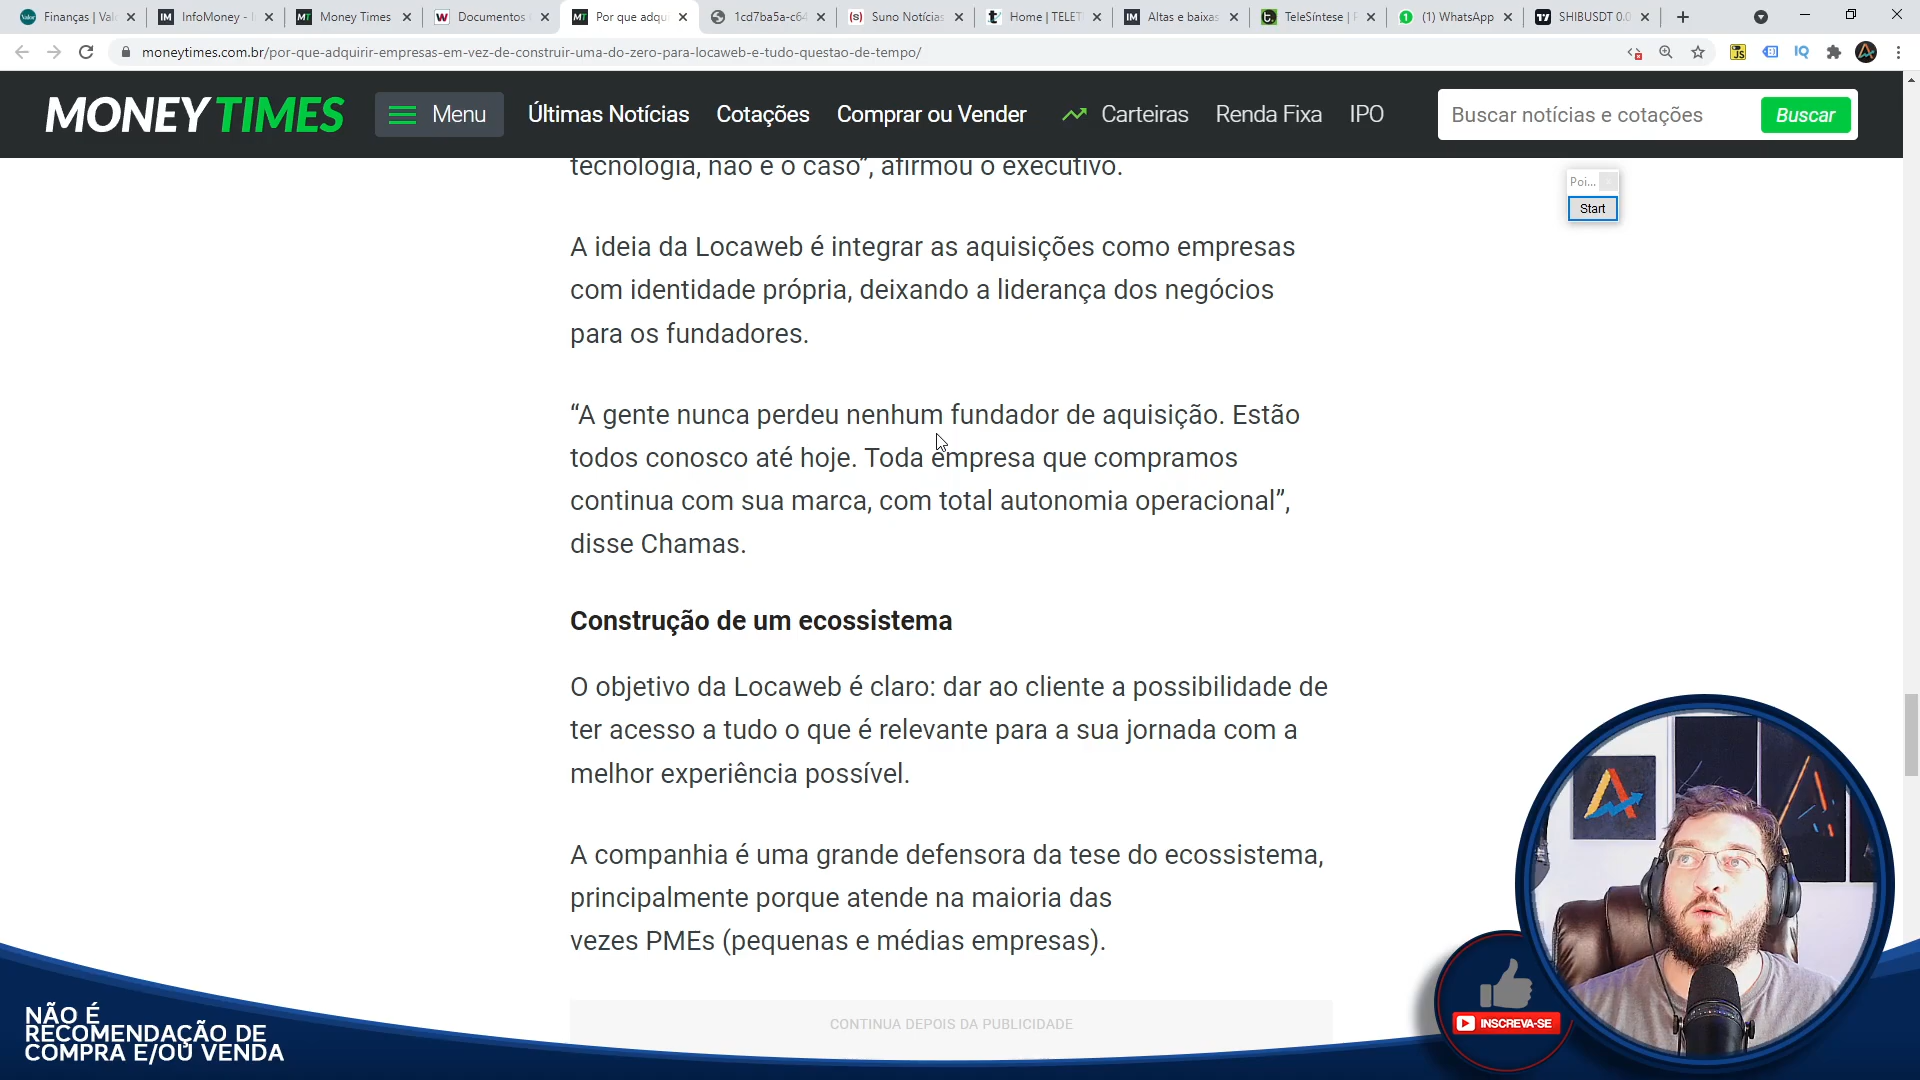 Finanças | Val
InfoMoney - I
Money Times
Documentos
Por que adqu
1cd7ba5a-c64
Suno Notícias
Home | TELET
Altas e baixas
TeleSíntese | P
(1) WhatsApp
SHIBUSDT 0.0
moneytimes.com.br/por-que-adquirir-empresas-em-vez-de-construir-uma-do-zero-para-locaweb-e-tudo-questao-de-tempo/
MONEY TIMES
Menu
Últimas Notícias
Cotações
Comprar ou Vender
Carteiras
Renda Fixa
IPO
Buscar notícias e cotações
Buscar
tecnologia, não é o caso”, afirmou o executivo.
Poi...
Start
A ideia da Locaweb é integrar as aquisições como empresas
com identidade própria, deixando a liderança dos negócios
para os fundadores.
“A gente nunca perdeu nenhum fundador de aquisição. Estão
todos conosco até hoje. Toda empresa que compramos
continua com sua marca, com total autonomia operacional”,
disse Chamas.
Construção de um ecossistema
O objetivo da Locaweb é claro: dar ao cliente a possibilidade de
ter acesso a tudo o que é relevante para a sua jornada com a
melhor experiência possível.
A companhia é uma grande defensora da tese do ecossistema,
principalmente porque atende na maioria das
vezes PMEs (pequenas e médias empresas).
CONTINUA DEPOIS DA PUBLICIDADE
NÃO É
RECOMENDAÇÃO DE
COMPRA E/OU VENDA
INSCREVA-SE